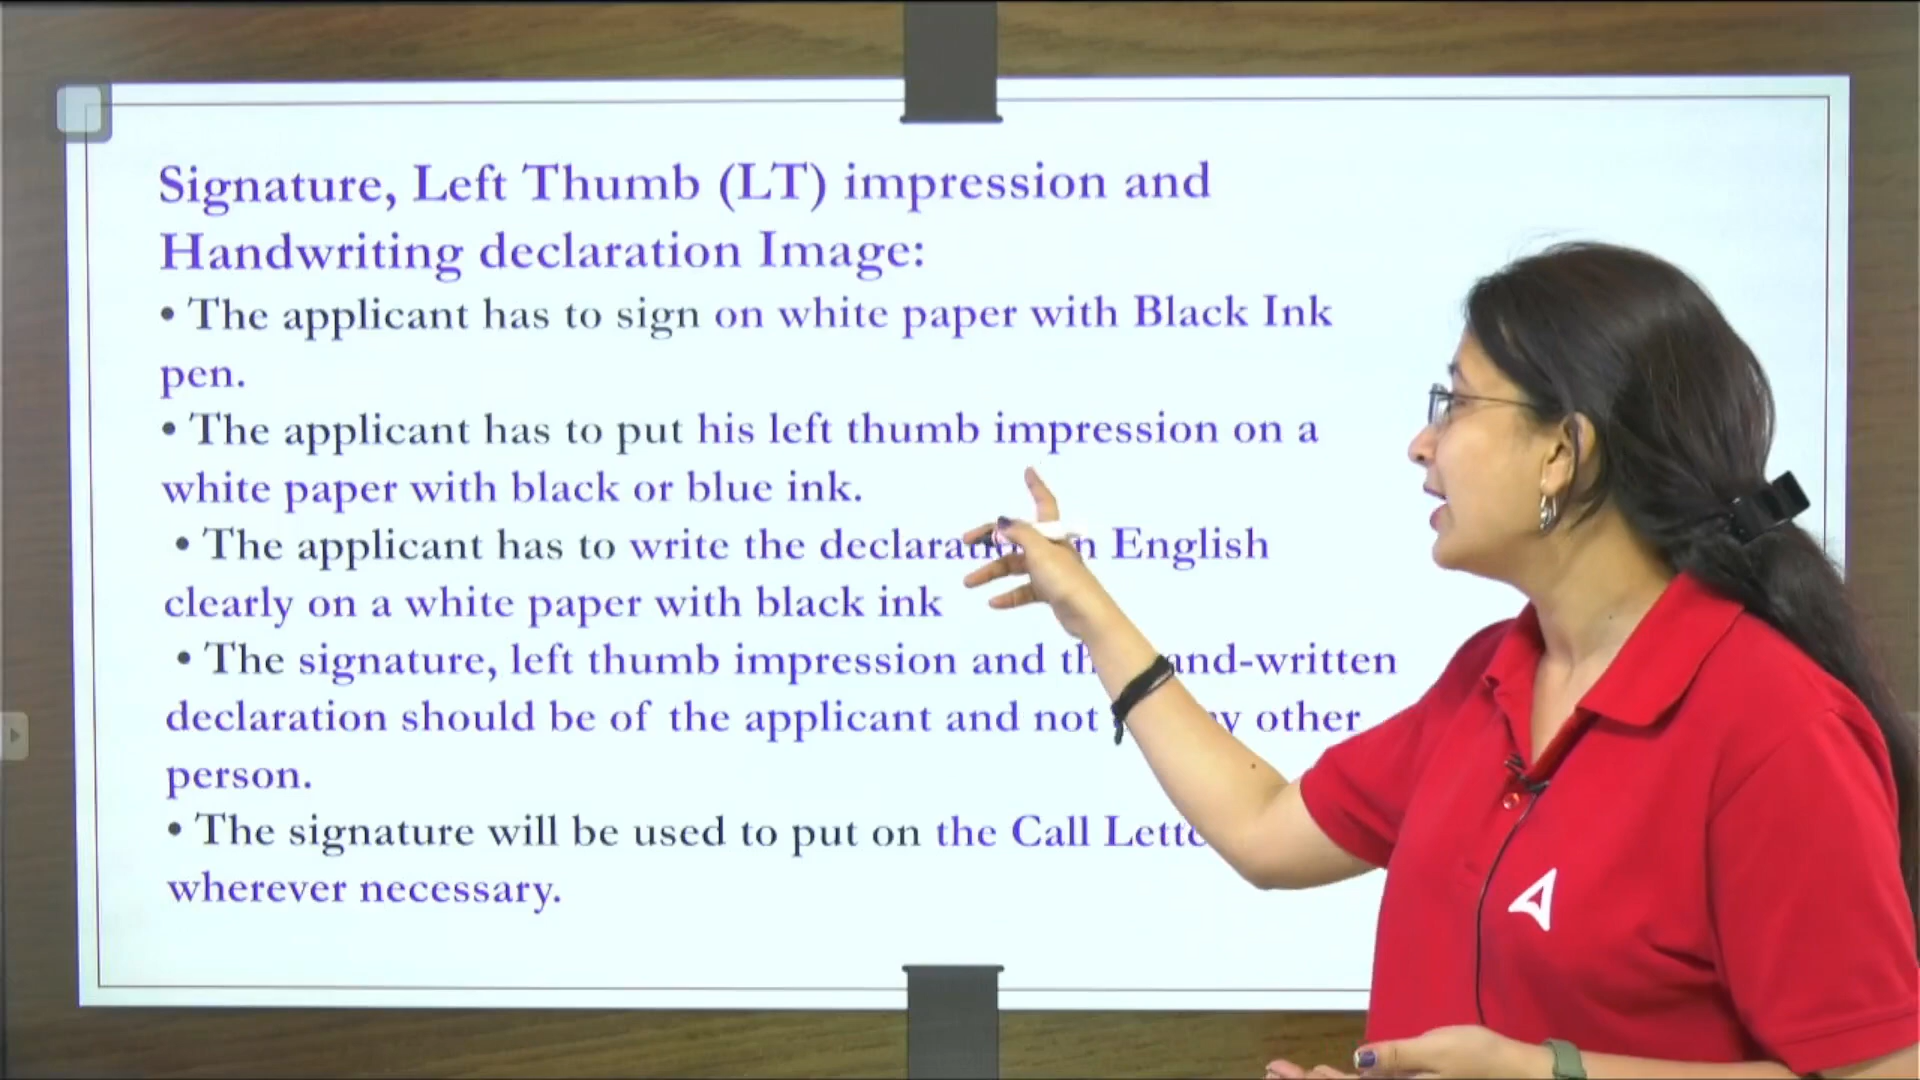 Signature, Left Thumb (LT) impression and
Handwriting declaration Image:
• The applicant has to sign on white paper with Black Ink
pen.
• The applicant has to put his left thumb impression on a
white paper with black or blue ink.
• The applicant has to write the English
clearly on a white paper with black ink
• The signature, left thumb impression and
declaration should be of the applicant and not other
person.
• The signature will be used to put on the Call
wherever necessary.